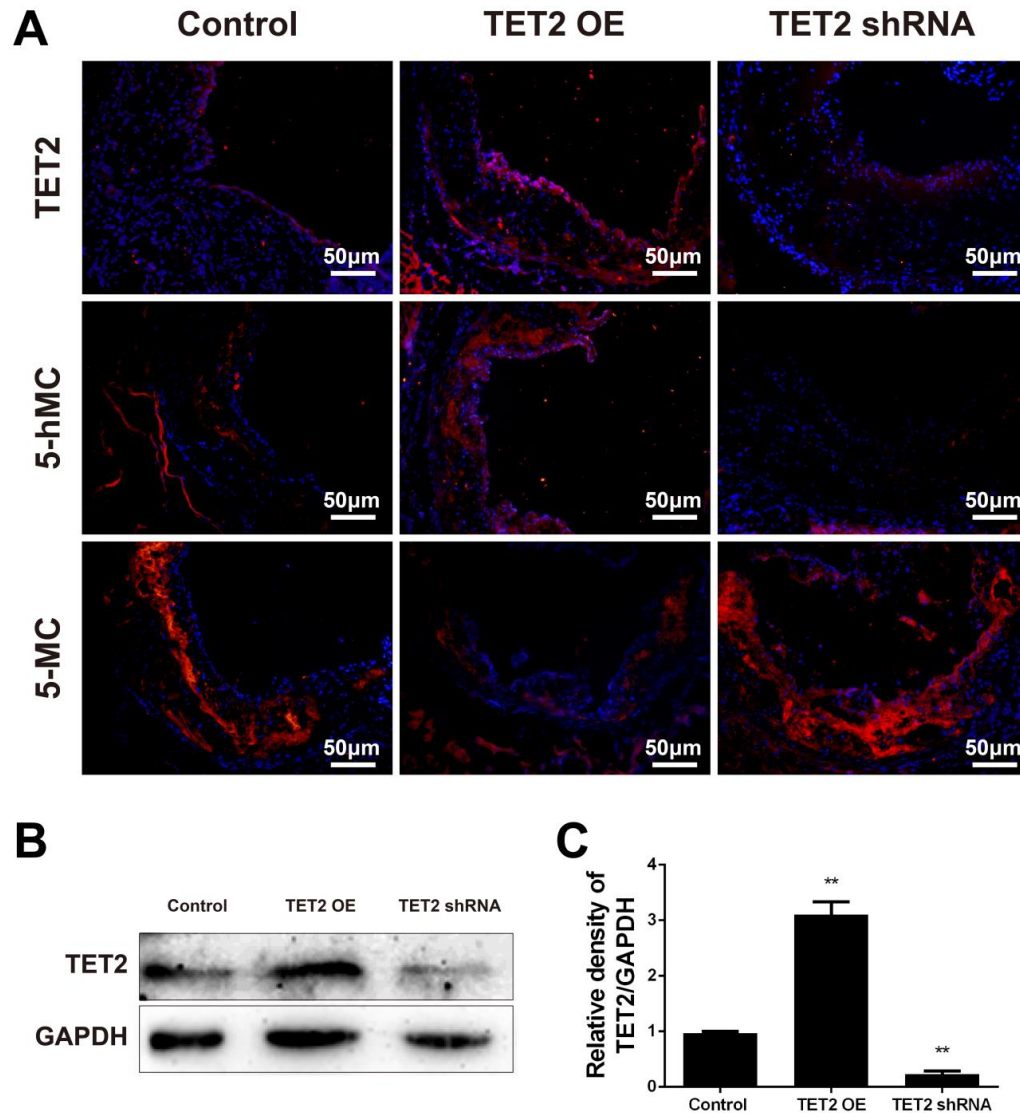 A
Control TET2 OE TET2 shRNA
TET2
50μm 50μm 50μm
5-hMC
50μm 50μm 50μm
5-MC
50μm 50μm 50μm
B
Control TET2 OE TET2 shRNA
TET2
GAPDH
C
Relative density of
TET2/GAPDH
4
3
2
1
0
**
**
Control TET2 OE TET2 shRNA